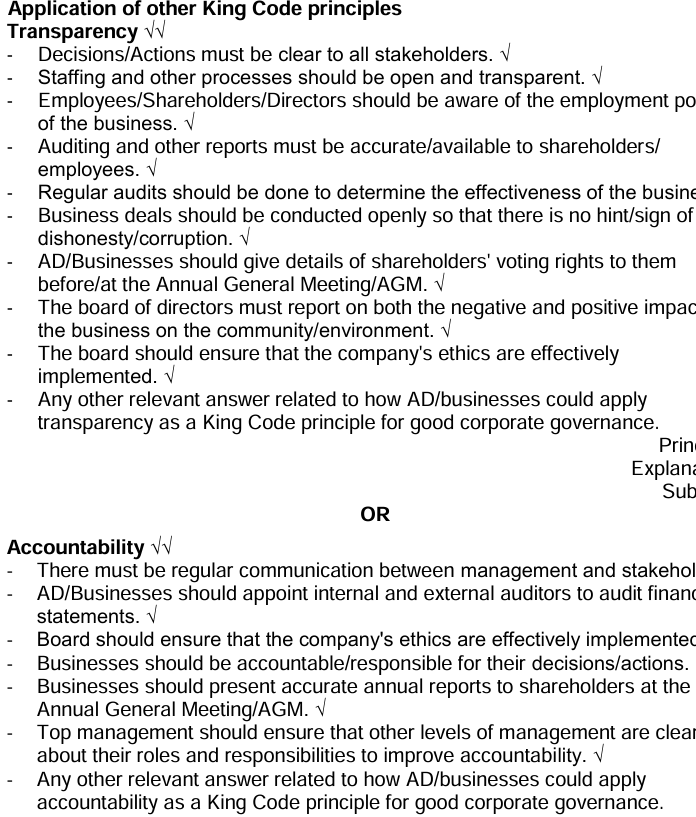 Application of other King Code principles
Transparency √√
- Decisions/Actions must be clear to all stakeholders. √
- Staffing and other processes should be open and transparent. √
- Employees/Shareholders/Directors should be aware of the employment po
of the business. √
- Auditing and other reports must be accurate/available to shareholders/
employees. √
- Regular audits should be done to determine the effectiveness of the busine
- Business deals should be conducted openly so that there is no hint/sign of
dishonesty/corruption. √
- AD/Businesses should give details of shareholders' voting rights to them
before/at the Annual General Meeting/AGM. √
- The board of directors must report on both the negative and positive impac
the business on the community/environment. √
- The board should ensure that the company's ethics are effectively
implemented. √
- Any other relevant answer related to how AD/businesses could apply
transparency as a King Code principle for good corporate governance.
Prin
Explana
Sub
OR
Accountability √√
- There must be regular communication between management and stakehol
- AD/Businesses should appoint internal and external auditors to audit financ
statements. √
- Board should ensure that the company's ethics are effectively implemented
- Businesses should be accountable/responsible for their decisions/actions.
- Businesses should present accurate annual reports to shareholders at the
Annual General Meeting/AGM. √
- Top management should ensure that other levels of management are clear
about their roles and responsibilities to improve accountability. √
- Any other relevant answer related to how AD/businesses could apply
accountability as a King Code principle for good corporate governance.